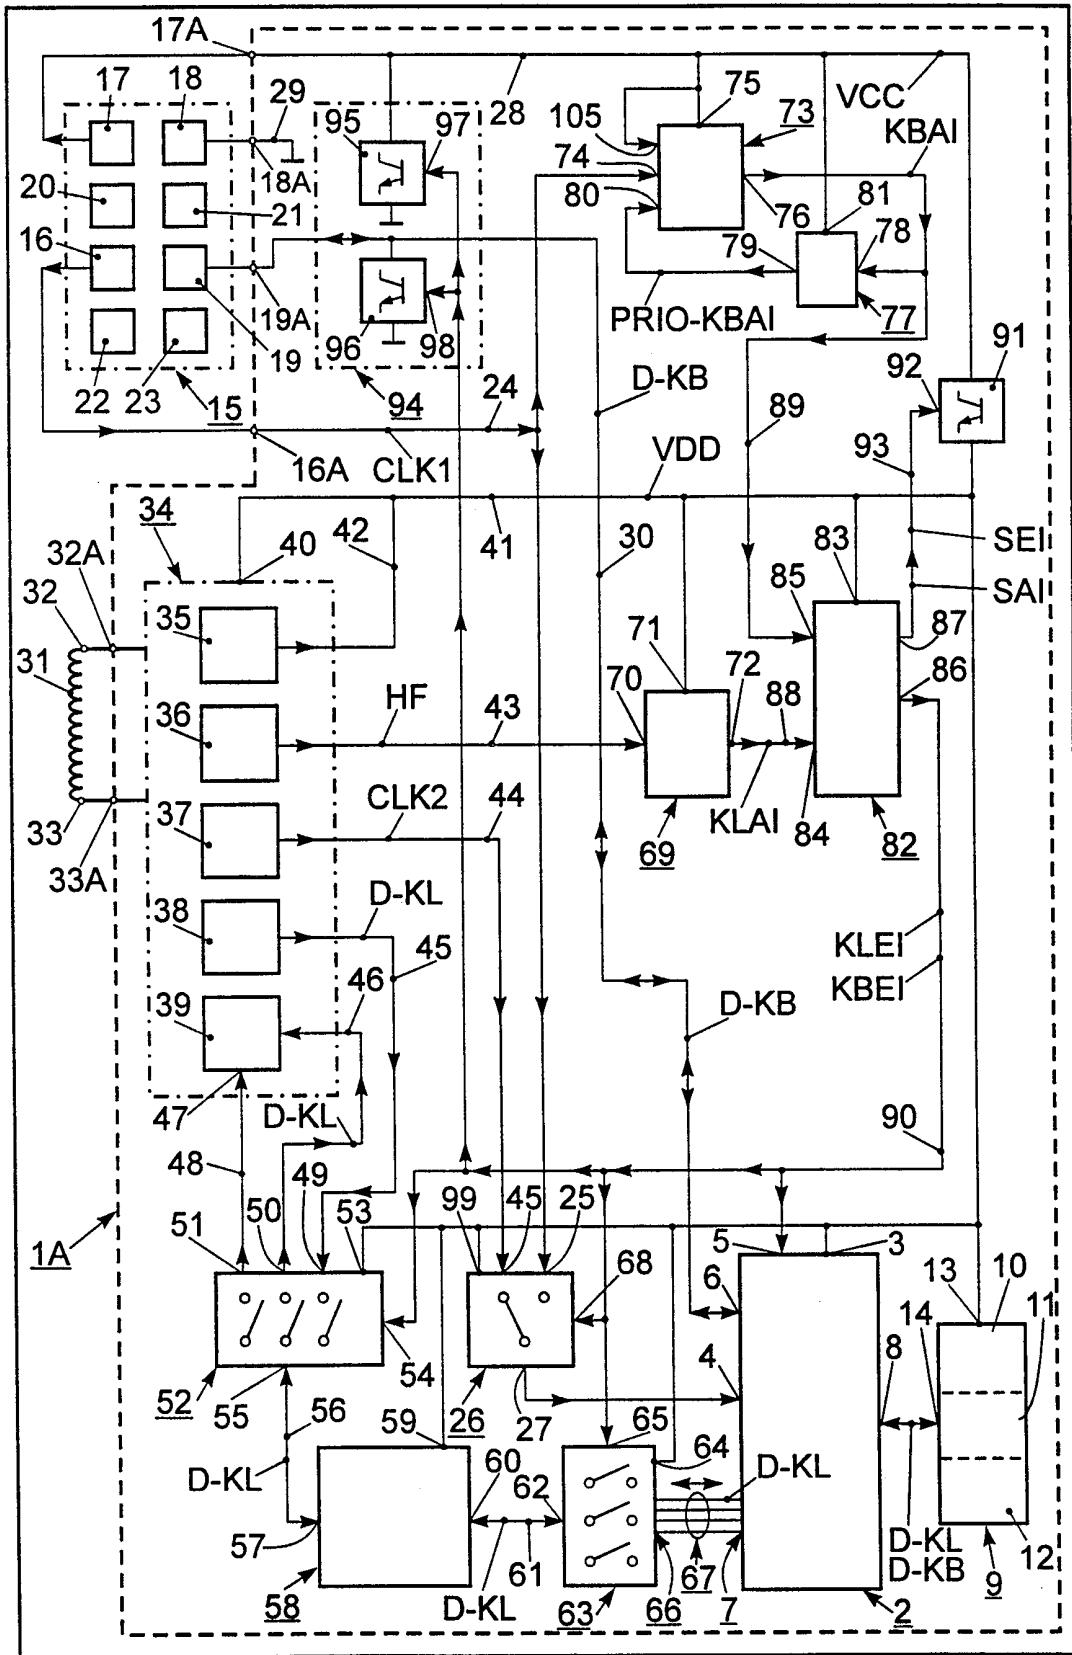 17A
17 18 29 95 97 28 75 73 VCC
105 74 80 KBAI
18A
20 21 76 81
16 79 78
19A PRIO-KBAI 77
96 98 91
22 23 15 19 94 24 D-KB 92
89
16A CLK1 VDD 93
34 40 42 41 30 83 SEI
32A SAI
32 35 85
31 71 87
36 HF 43 70 72 88 86
33 37 CLK2 44 69 KLAI 84 82
33A
38 D-KL 45 KLEI
46 KBEI
39 D-KB
47 D-KL 90
48 50 49 53 99 45 25
51 5 3
1A 6 68 13 10 11
52 55 54 4 14 8
56 59 26 27 65 64
D-KL 60 62 D-KL
57 61 D-KL
D-KB 12
58 D-KL 63 66 67 7 2 9